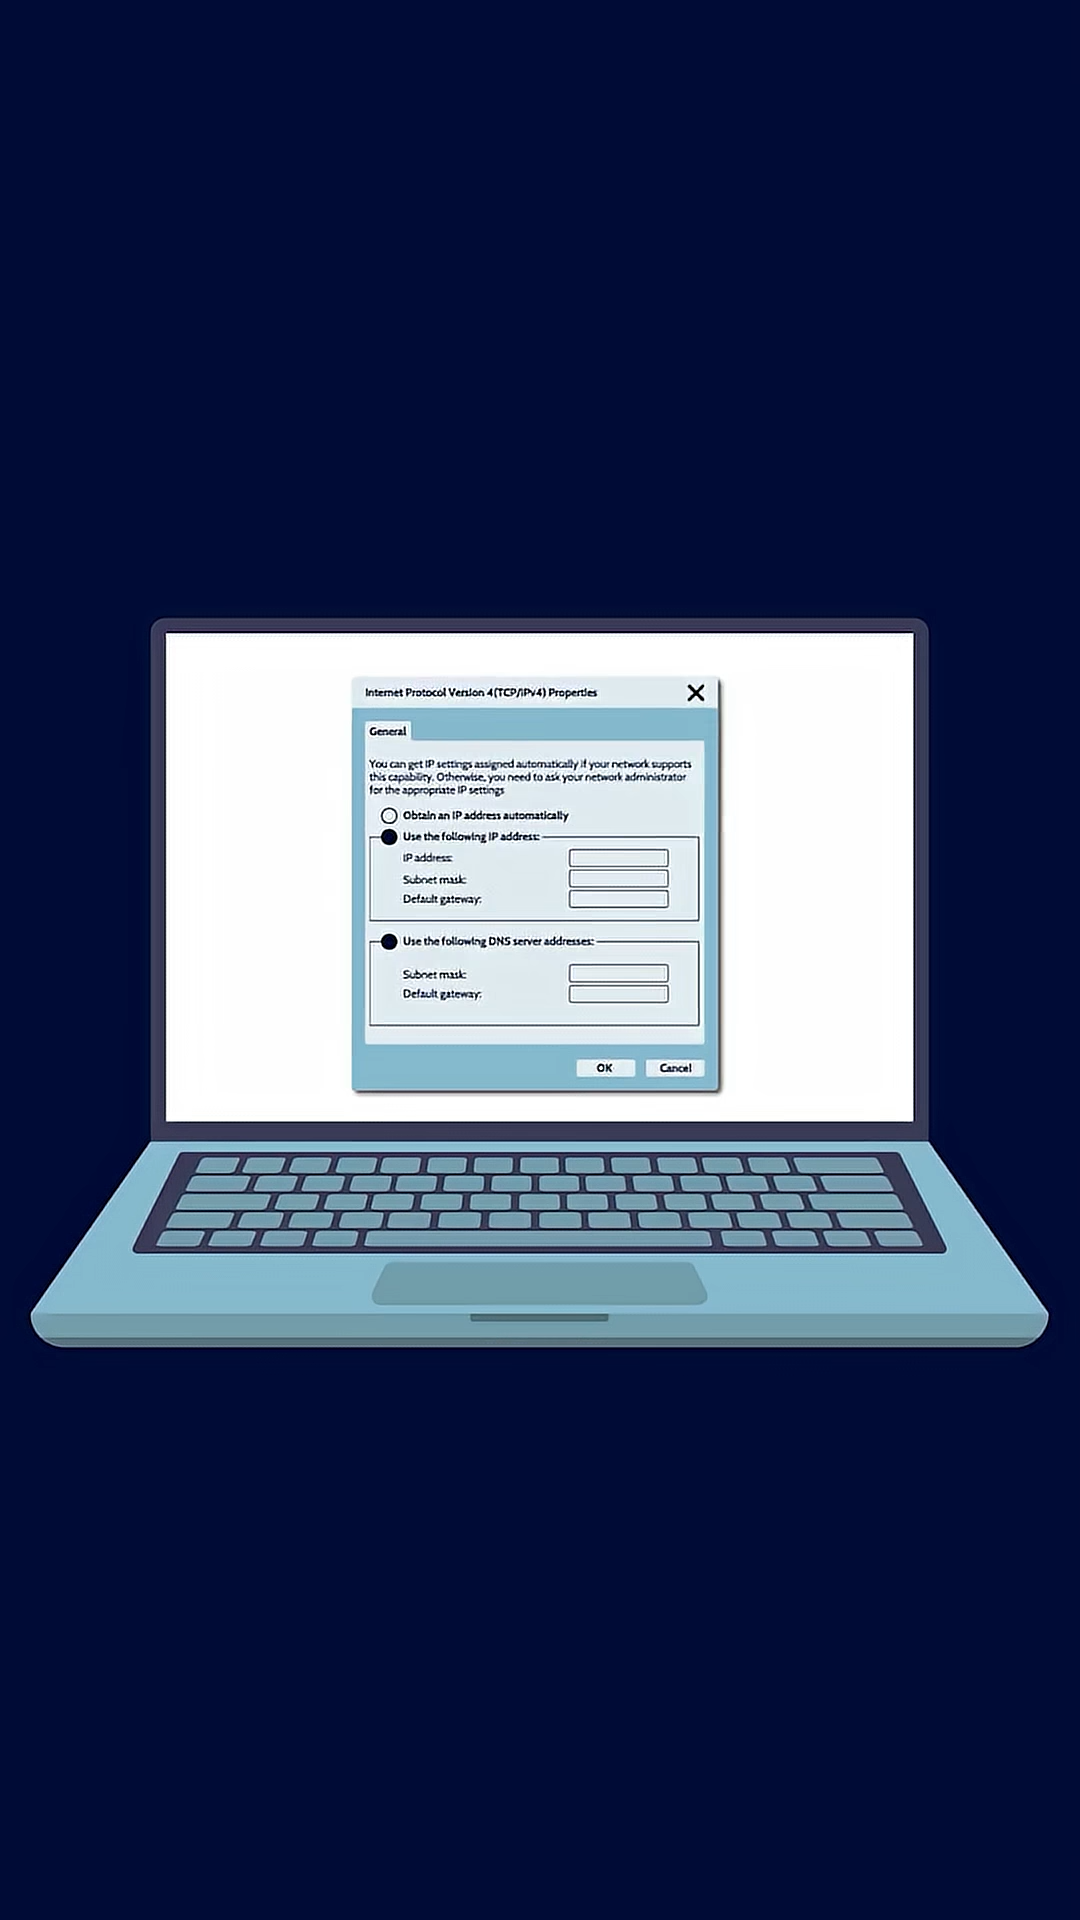 Internet Protocol Version 4(TCP/IPv4) Properties
General
You can get IP settings assigned automatically if your network supports
this capability. Otherwise, you need to ask your network administrator
for the appropriate IP settings
Obtain an IP address automatically
Use the following IP address:
IP address:
Subnet mask:
Default gateway:
Use the following DNS server addresses:
Subnet mask:
Default gateway:
OK
Cancel